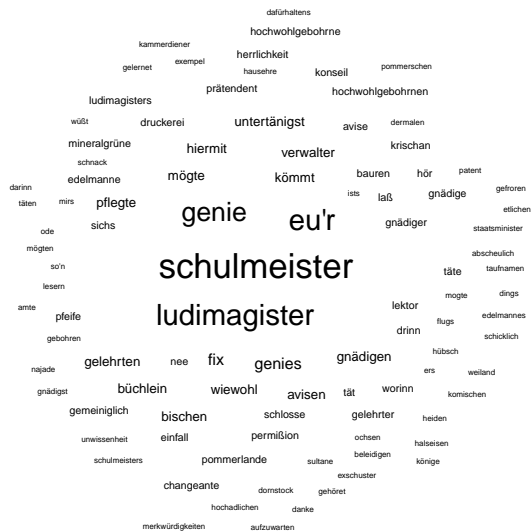 dafürhaltens
hochwohlgebohrne
kammerdiener
herrlichkeit
gelernet exempel hausehre konseil pommerschen
prätendent hochwohlgebohrnen
ludimagisters
wüßt druckerei untertänigst avise dermalen
mineralgrüne hiermit verwalter krischan
schnack
edelmanne mögte kömmt bauren hör patent
darinn ists laß gnädige gefroren
täten mirs pflegte etlichen
genie eu'r
sichs gnädiger staatsminister
ode
mögten abscheulich
so'n schulmeister täte taufnamen
lesern
mogte dings
amte lektor
pfeife ludimagister edelmannes
flugs
gebohren drinn schicklich
hübsch
gelehrten nee fix genies gnädigen
najade ers weiland
gnädigst büchlein wiewohl avisen tät worinn komischen
gemeiniglich bischen schlosse gelehrter heiden
unwissenheit einfall permißion ochsen halseisen
beleidigen
schulmeisters pommerlande sultane könige
exschuster
changeante dornstock gehöret
hochadlichen danke
merkwürdigkeiten aufzuwarten